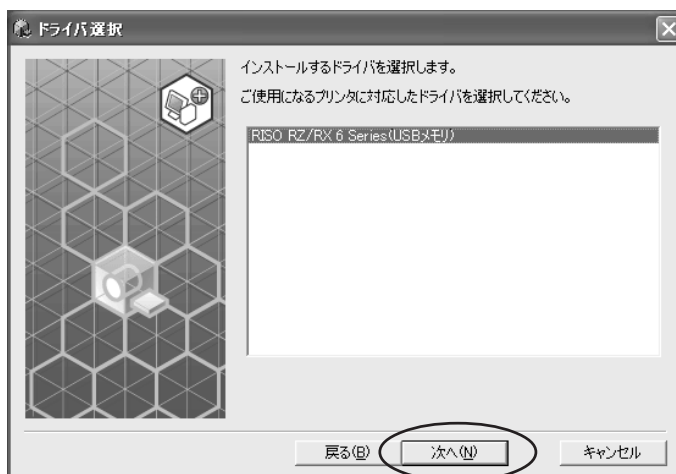 ドライバ選択
インストールするドライバを選択します。
ご使用になるプリンタに対応したドライバを選択してください。
RISO RZ/RX 6 Series(USBメモリ)
戻る(B)
次へ(N)
キャンセル